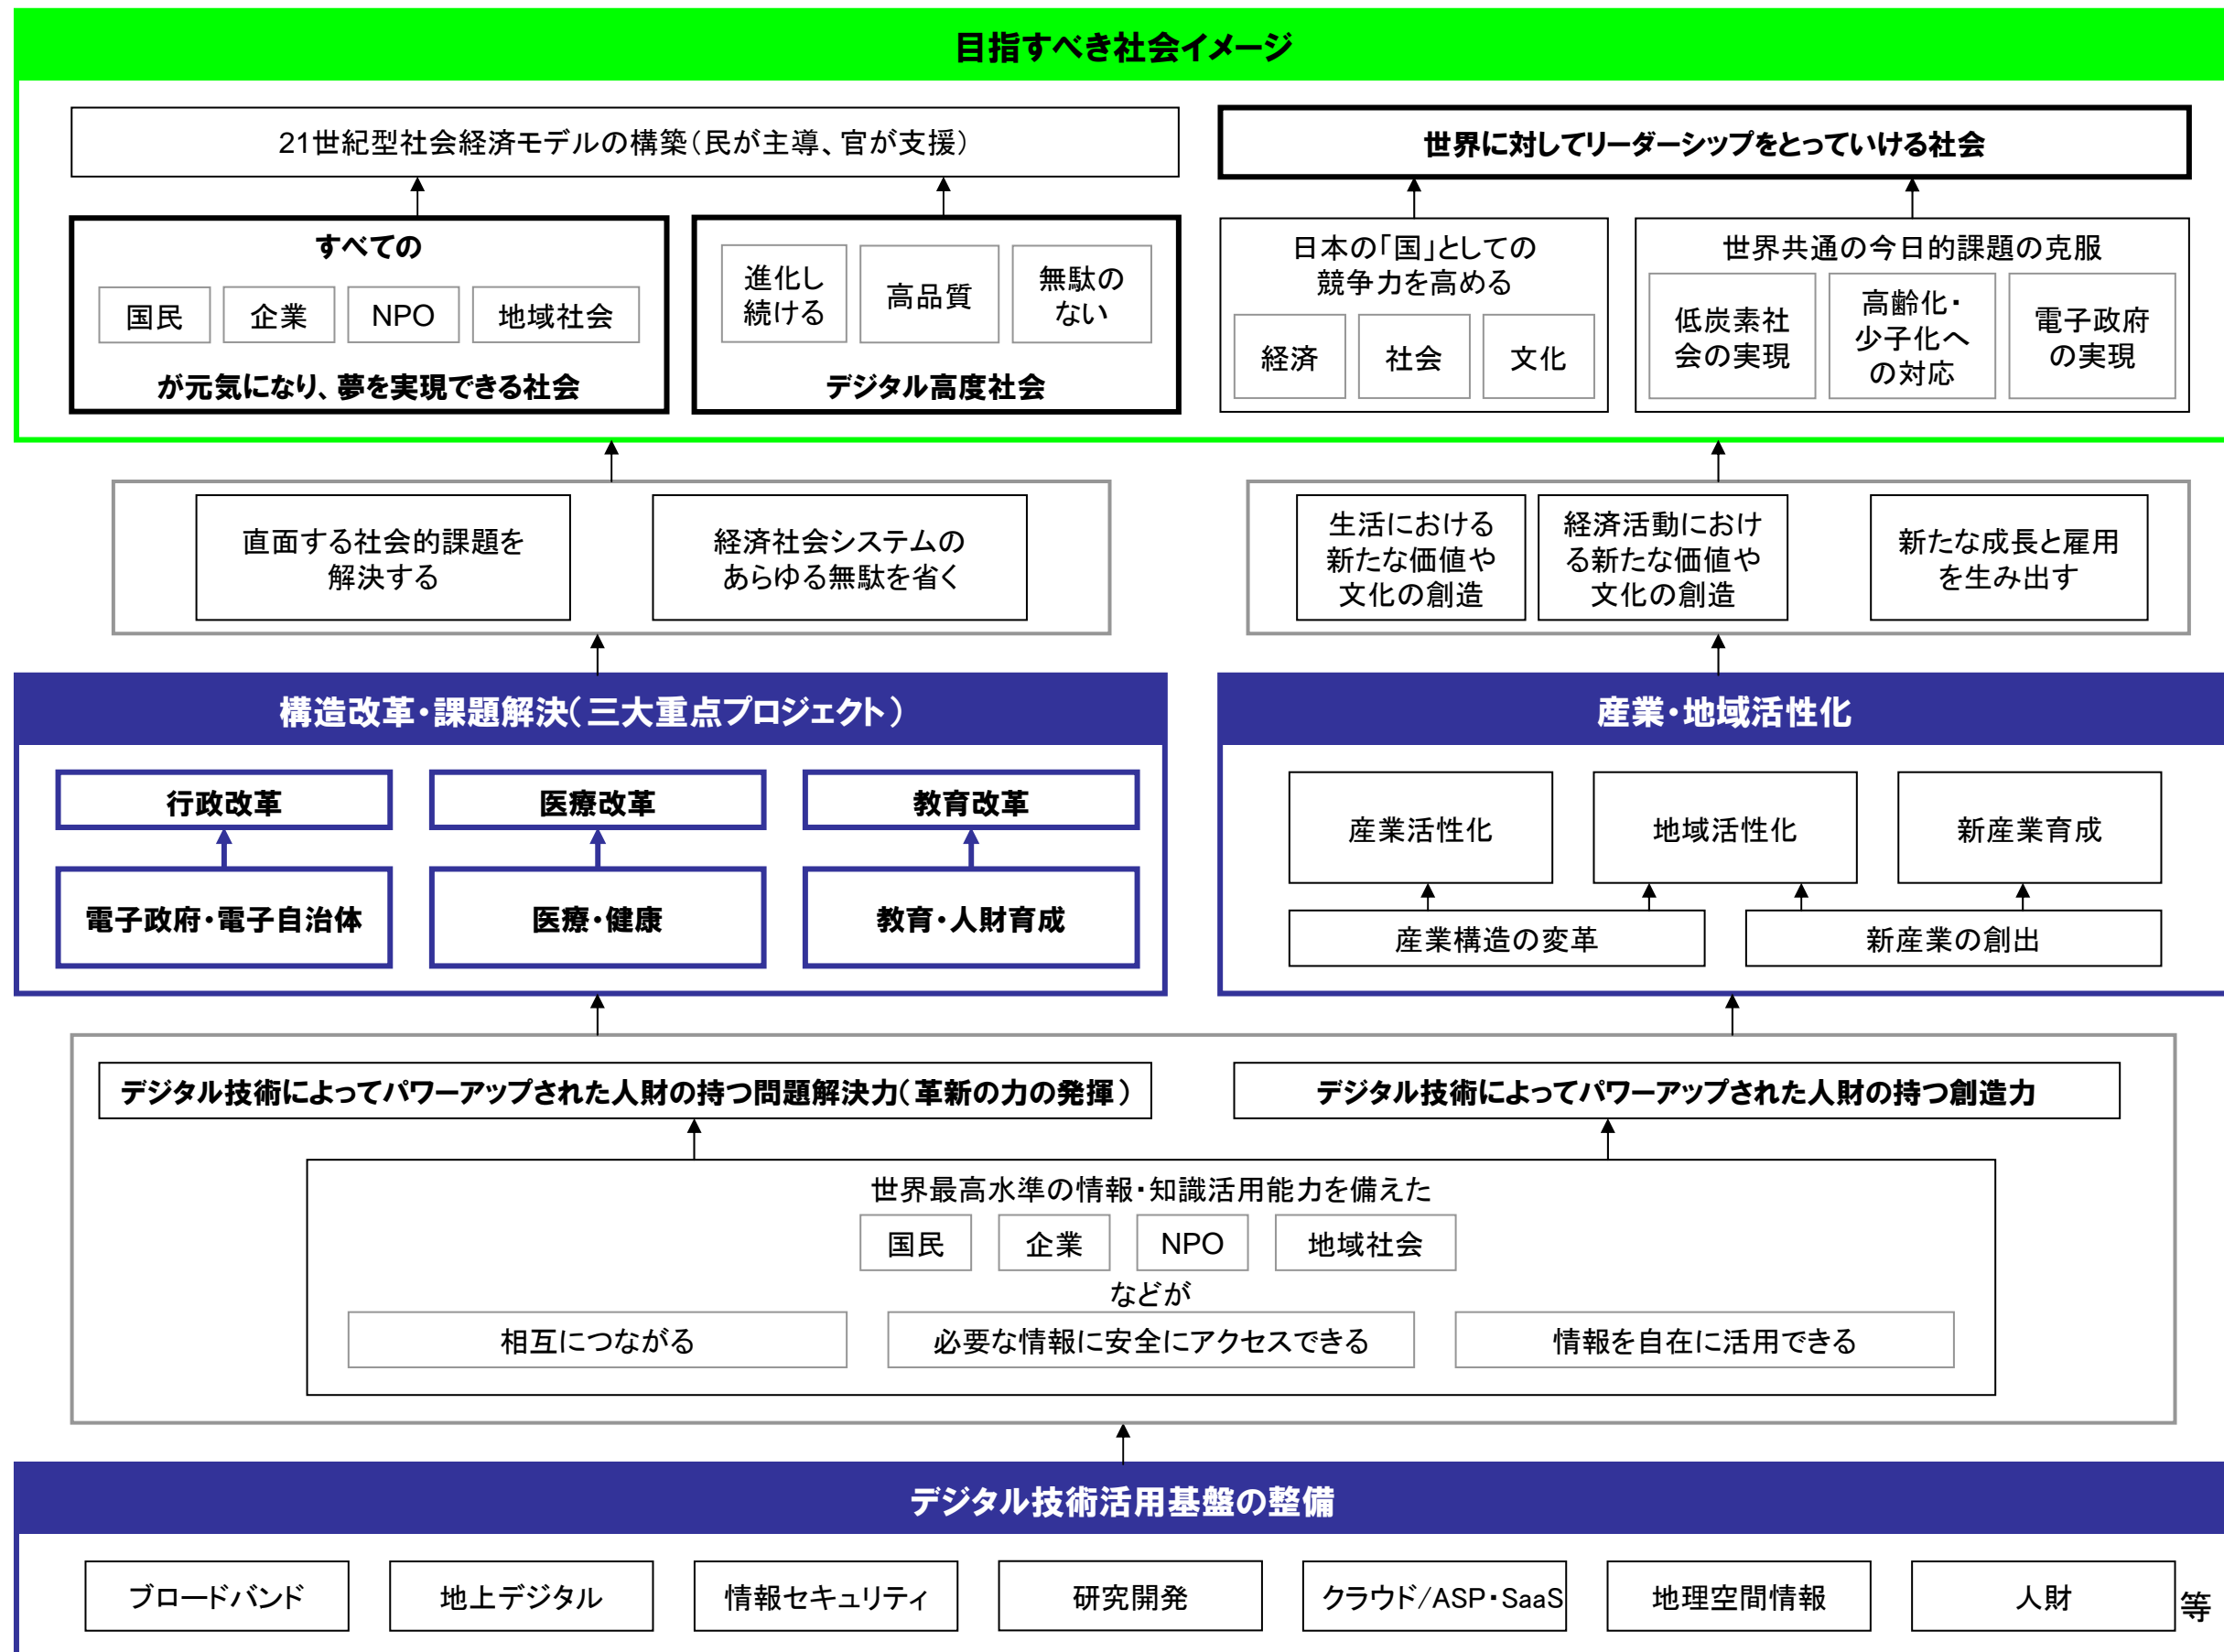 目指すべき社会イメージ
21世紀型社会経済モデルの構築（民が主導、官が支援）
すべての
国民
企業
NPO
地域社会
が元気になり、夢を実現できる社会
進化し
続ける
高品質
無駄の
ない
デジタル高度社会
世界に対してリーダーシップをとっていける社会
日本の「国」としての
競争力を高める
経済
社会
文化
世界共通の今日的課題の克服
低炭素社
会の実現
高齢化・
少子化へ
の対応
電子政府
の実現
直面する社会的課題を
解決する
経済社会システムの
あらゆる無駄を省く
生活における
新たな価値や
文化の創造
経済活動におけ
る新たな価値や
文化の創造
新たな成長と雇用
を生み出す
構造改革・課題解決（三大重点プロジェクト）
行政改革
医療改革
教育改革
電子政府・電子自治体
医療・健康
教育・人財育成
産業・地域活性化
産業活性化
地域活性化
新産業育成
産業構造の変革
新産業の創出
デジタル技術によってパワーアップされた人財の持つ問題解決力（革新の力の発揮）
デジタル技術によってパワーアップされた人財の持つ創造力
世界最高水準の情報・知識活用能力を備えた
国民
企業
NPO
地域社会
などが
相互につながる
必要な情報に安全にアクセスできる
情報を自在に活用できる
デジタル技術活用基盤の整備
ブロードバンド
地上デジタル
情報セキュリティ
研究開発
クラウド/ASP・SaaS
地理空間情報
人財
等